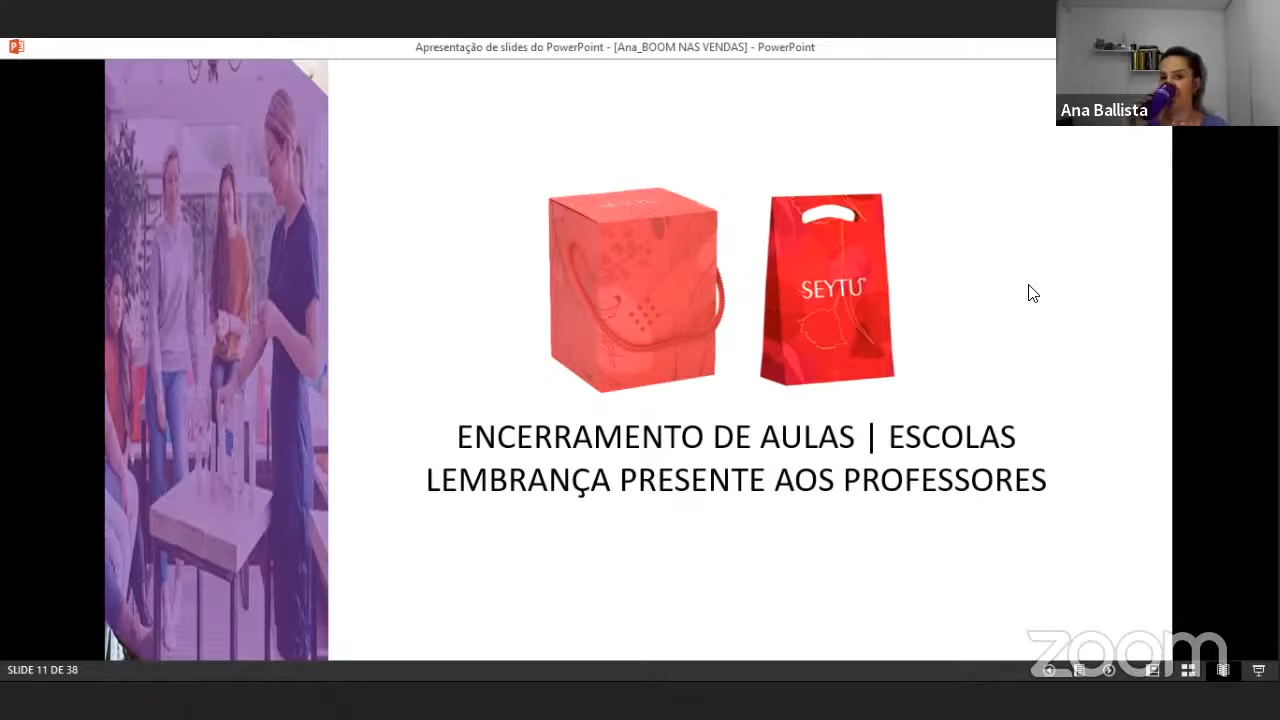 Apresentação de slides do PowerPoint - [Ana_BOOM NAS VENDAS] - PowerPoint
Ana Ballista
SEYTU
SEYTU
ENCERRAMENTO DE AULAS | ESCOLAS
LEMBRANÇA PRESENTE AOS PROFESSORES
zoom
SLIDE 11 DE 38